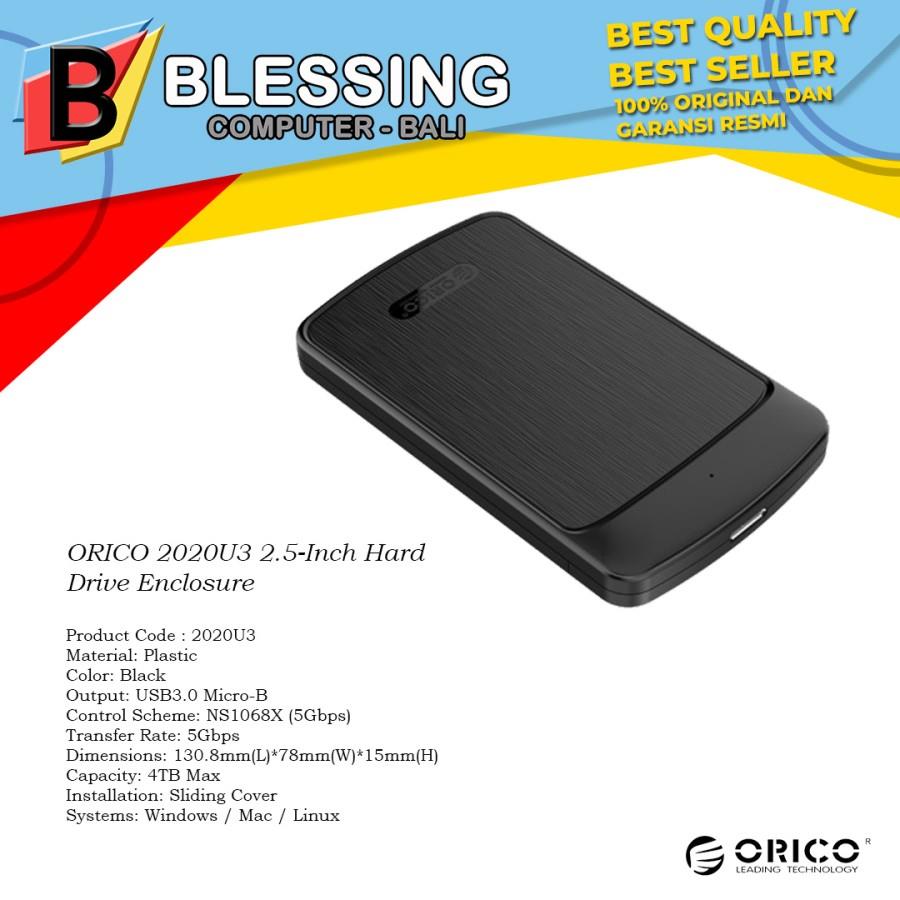 B BLESSING
COMPUTER - BALI
BEST QUALITY
BEST SELLER
100% ORIGINAL DAN
GARANSI RESMI
ORICO
ORICO 2020U3 2.5-Inch Hard
Drive Enclosure
Product Code : 2020U3
Material: Plastic
Color: Black
Output: USB3.0 Micro-B
Control Scheme: NS1068X (5Gbps)
Transfer Rate: 5Gbps
Dimensions: 130.8mm(L)*78mm(W)*15mm(H)
Capacity: 4TB Max
Installation: Sliding Cover
Systems: Windows / Mac / Linux
ORICO®
LEADING TECHNOLOGY